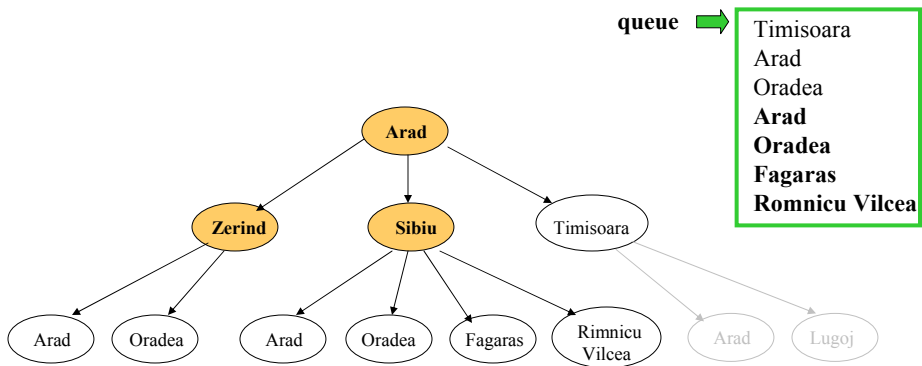 queue
Timisoara
Arad
Oradea
Arad
Oradea
Fagaras
Romnicu Vilcea
Arad
Zerind
Sibiu
Timisoara
Arad
Oradea
Arad
Oradea
Fagaras
Rimnicu
Vilcea
Arad
Lugoj